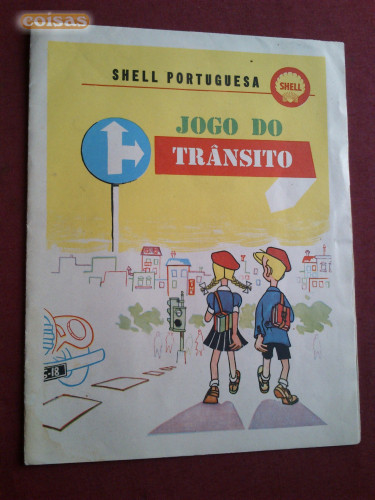 coisas
SHELL PORTUGUESA
SHELL
JOGO DO
TRÂNSITO